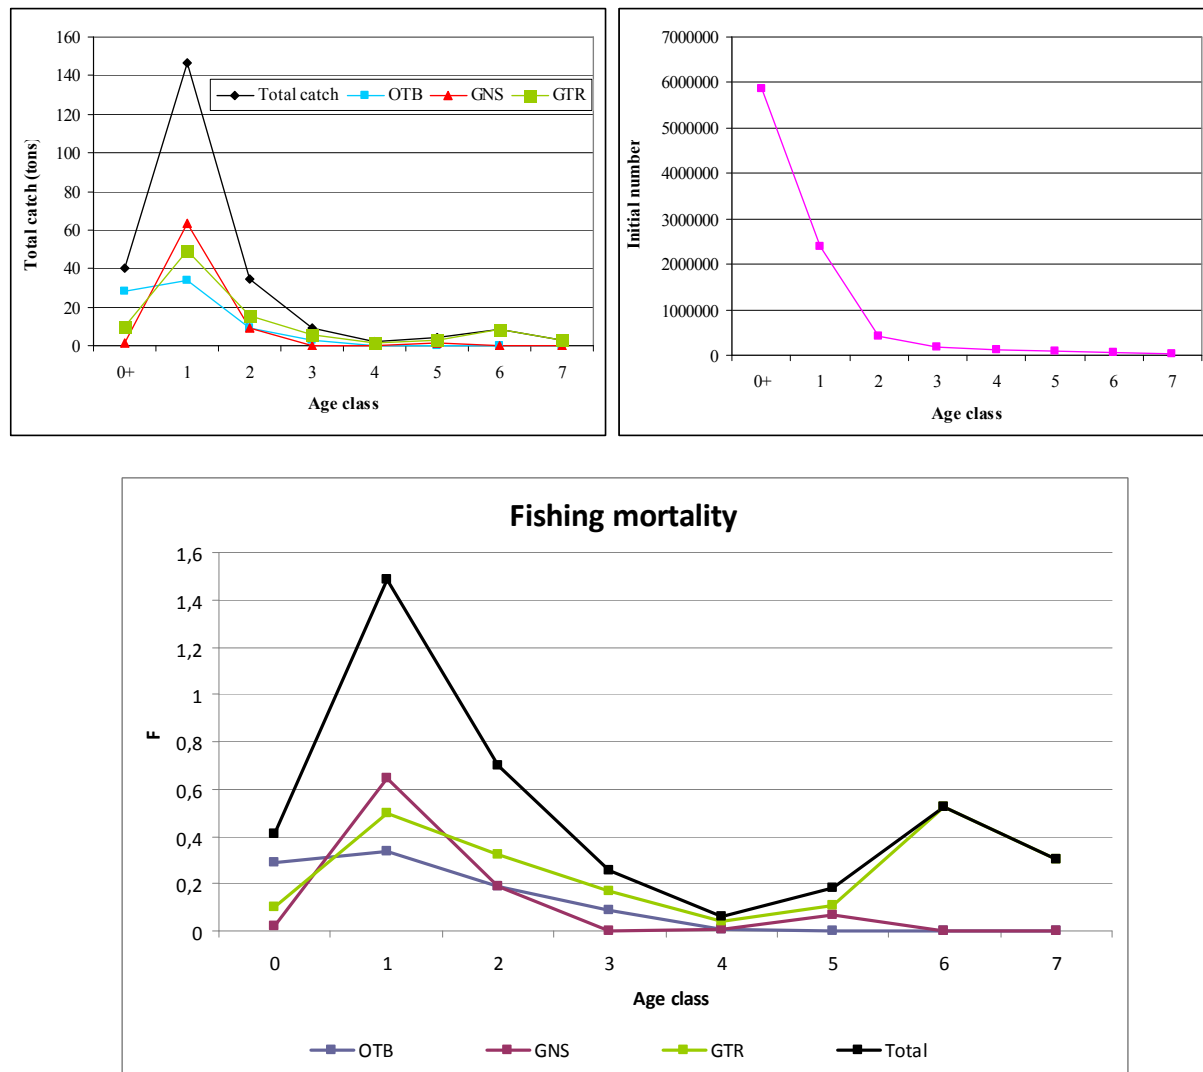 160
140
120
100
80
60
40
20
0
Total catch (tons)
Total catch OTB GNS GTR
0+ 1 2 3 4 5 6 7
Age class
7000000
6000000
5000000
4000000
3000000
2000000
1000000
0
Initial number
0+ 1 2 3 4 5 6 7
Age class
Fishing mortality
1,6
1,4
1,2
1
0,8
0,6
0,4
0,2
0
F
0 1 2 3 4 5 6 7
Age class
OTB GNS GTR Total